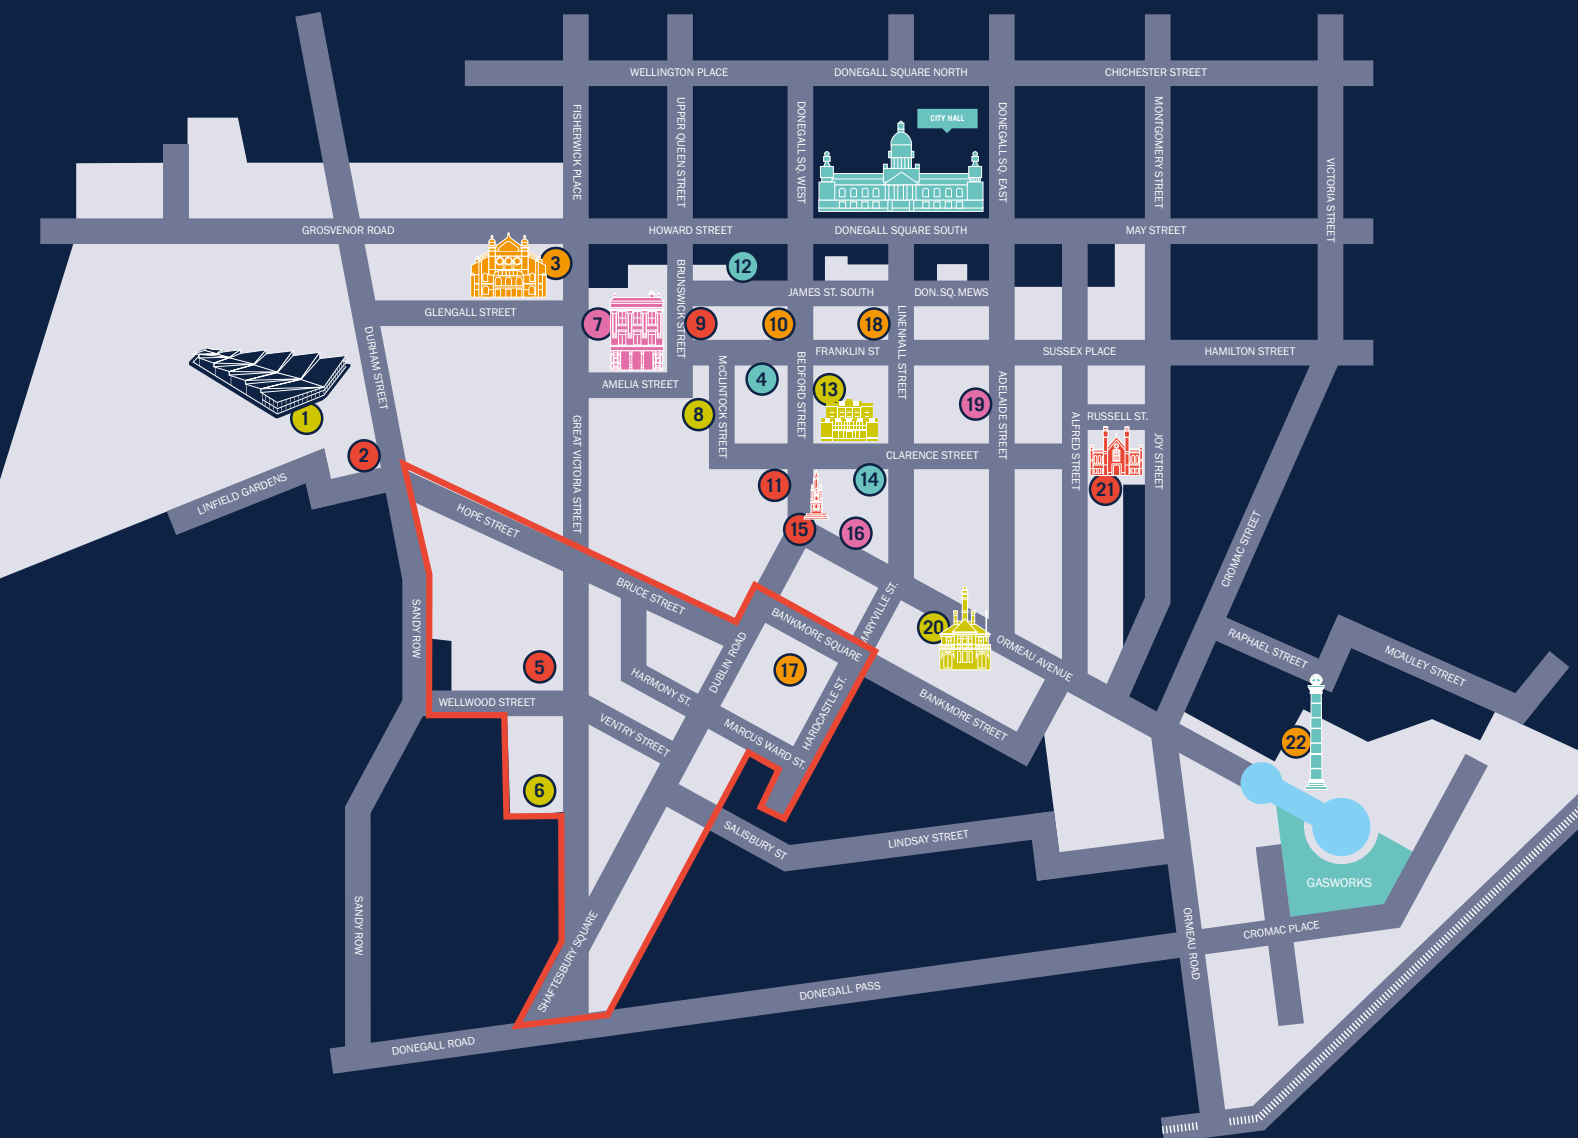 WELLINGTON PLACE
DONEGALL SQUARE NORTH
CHICHESTER STREET
FISHERWICK PLACE
UPPER QUEEN STREET
DONEGALL SQ. WEST
CITY HALL
DONEGALL SQ. EAST
MONTGOMERY STREET
VICTORIA STREET
GROSVENOR ROAD
HOWARD STREET
DONEGALL SQUARE SOUTH
MAY STREET
3
12
BRUNSWICK STREET
JAMES ST. SOUTH
DON. SQ. MEWS
GLENGALL STREET
7
9
10
18
LINENHALL STREET
DURHAM STREET
FRANKLIN ST
SUSSEX PLACE
HAMILTON STREET
AMELIA STREET
McCLINTOCK STREET
4
BEDFORD STREET
13
19
ADELAIDE STREET
1
8
GREAT VICTORIA STREET
ALFRED STREET
RUSSELL ST.
JOY STREET
2
CLARENCE STREET
LINFIELD GARDENS
11
14
21
HOPE STREET
15
16
CROMAC STREET
BRUCE STREET
BANKMORE SQUARE
MARYVILLE ST.
20
ORMEAU AVENUE
SANDY ROW
RAPHAEL STREET
MCAULEY STREET
5
DUBLIN ROAD
17
HARMONY ST.
HARDCASTLE ST.
WELLWOOD STREET
VENTRY STREET
MARCUS WARD ST.
BANKMORE STREET
22
6
SALISBURY ST
LINDSAY STREET
GASWORKS
SANDY ROW
SHAFTESBURY SQUARE
ORMEAU ROAD
CROMAC PLACE
DONEGALL PASS
DONEGALL ROAD